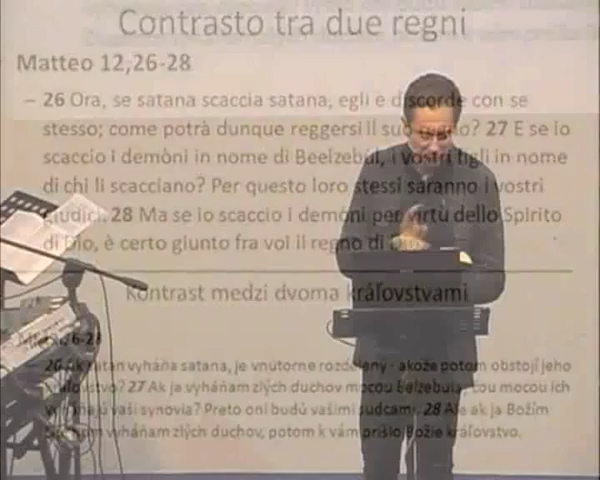 Contrasto tra due regni
Matteo 12,26-28
– 26 Ora, se satana scaccia satana, egli è discorde con se
stesso; come potrà dunque reggersi il suo ? 27 E se io
scaccio i demòni in nome di Beelzebùl, i vostri figli in nome
di chi li scacciano? Per questo loro stessi saranno i vostri
giudici. 28 Ma se io scaccio i demòni per virtù dello Spirito
di Dio, è certo giunto fra voi il regno di Dio.
Kontrast medzi dvoma kráľovstvami
26-28
– 26 Ak satan vyháňa satana, je vnútorne rozdelený - akože potom obstojí jeho
kráľovstvo? 27 Ak ja vyháňam zlých duchov mocou Belzebula, čou mocou ich
vyháňajú vaši synovia? Preto oni budú vašimi sudcami. 28 Ale ak ja Božím
vyháňam zlých duchov, potom k vám prišlo Božie kráľovstvo.